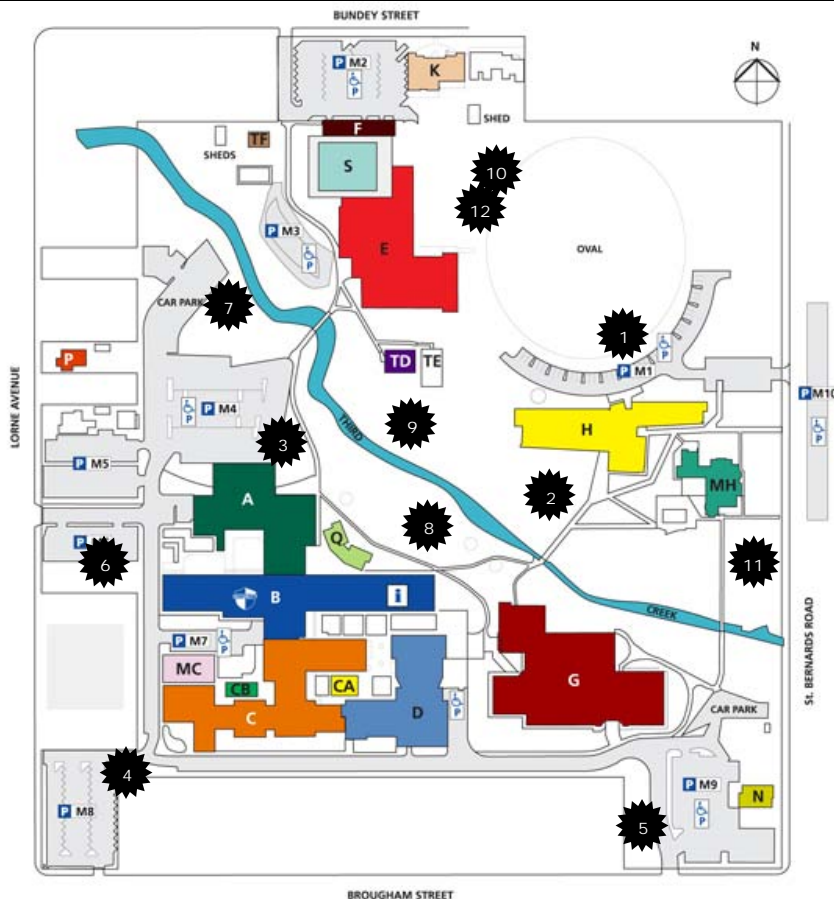 BUNDEY STREET
N
P M2
P
K
SHED
F
TF
SHEDS
S
10
12
P M3
P
E
OVAL
7
CAR PARK
1
P
P M1
P
TD
TE
P M10
P
LORNE AVENUE
P
P M4
9
THIRD
H
3
P M5
A
2
MH
8
Q
P
6
11
B
i
CREEK
St. BERNARDS ROAD
P M7
P
MC
CB
CA
C
D
P
G
CAR PARK
4
P M8
P M9
P
N
5
BROUGHAM STREET